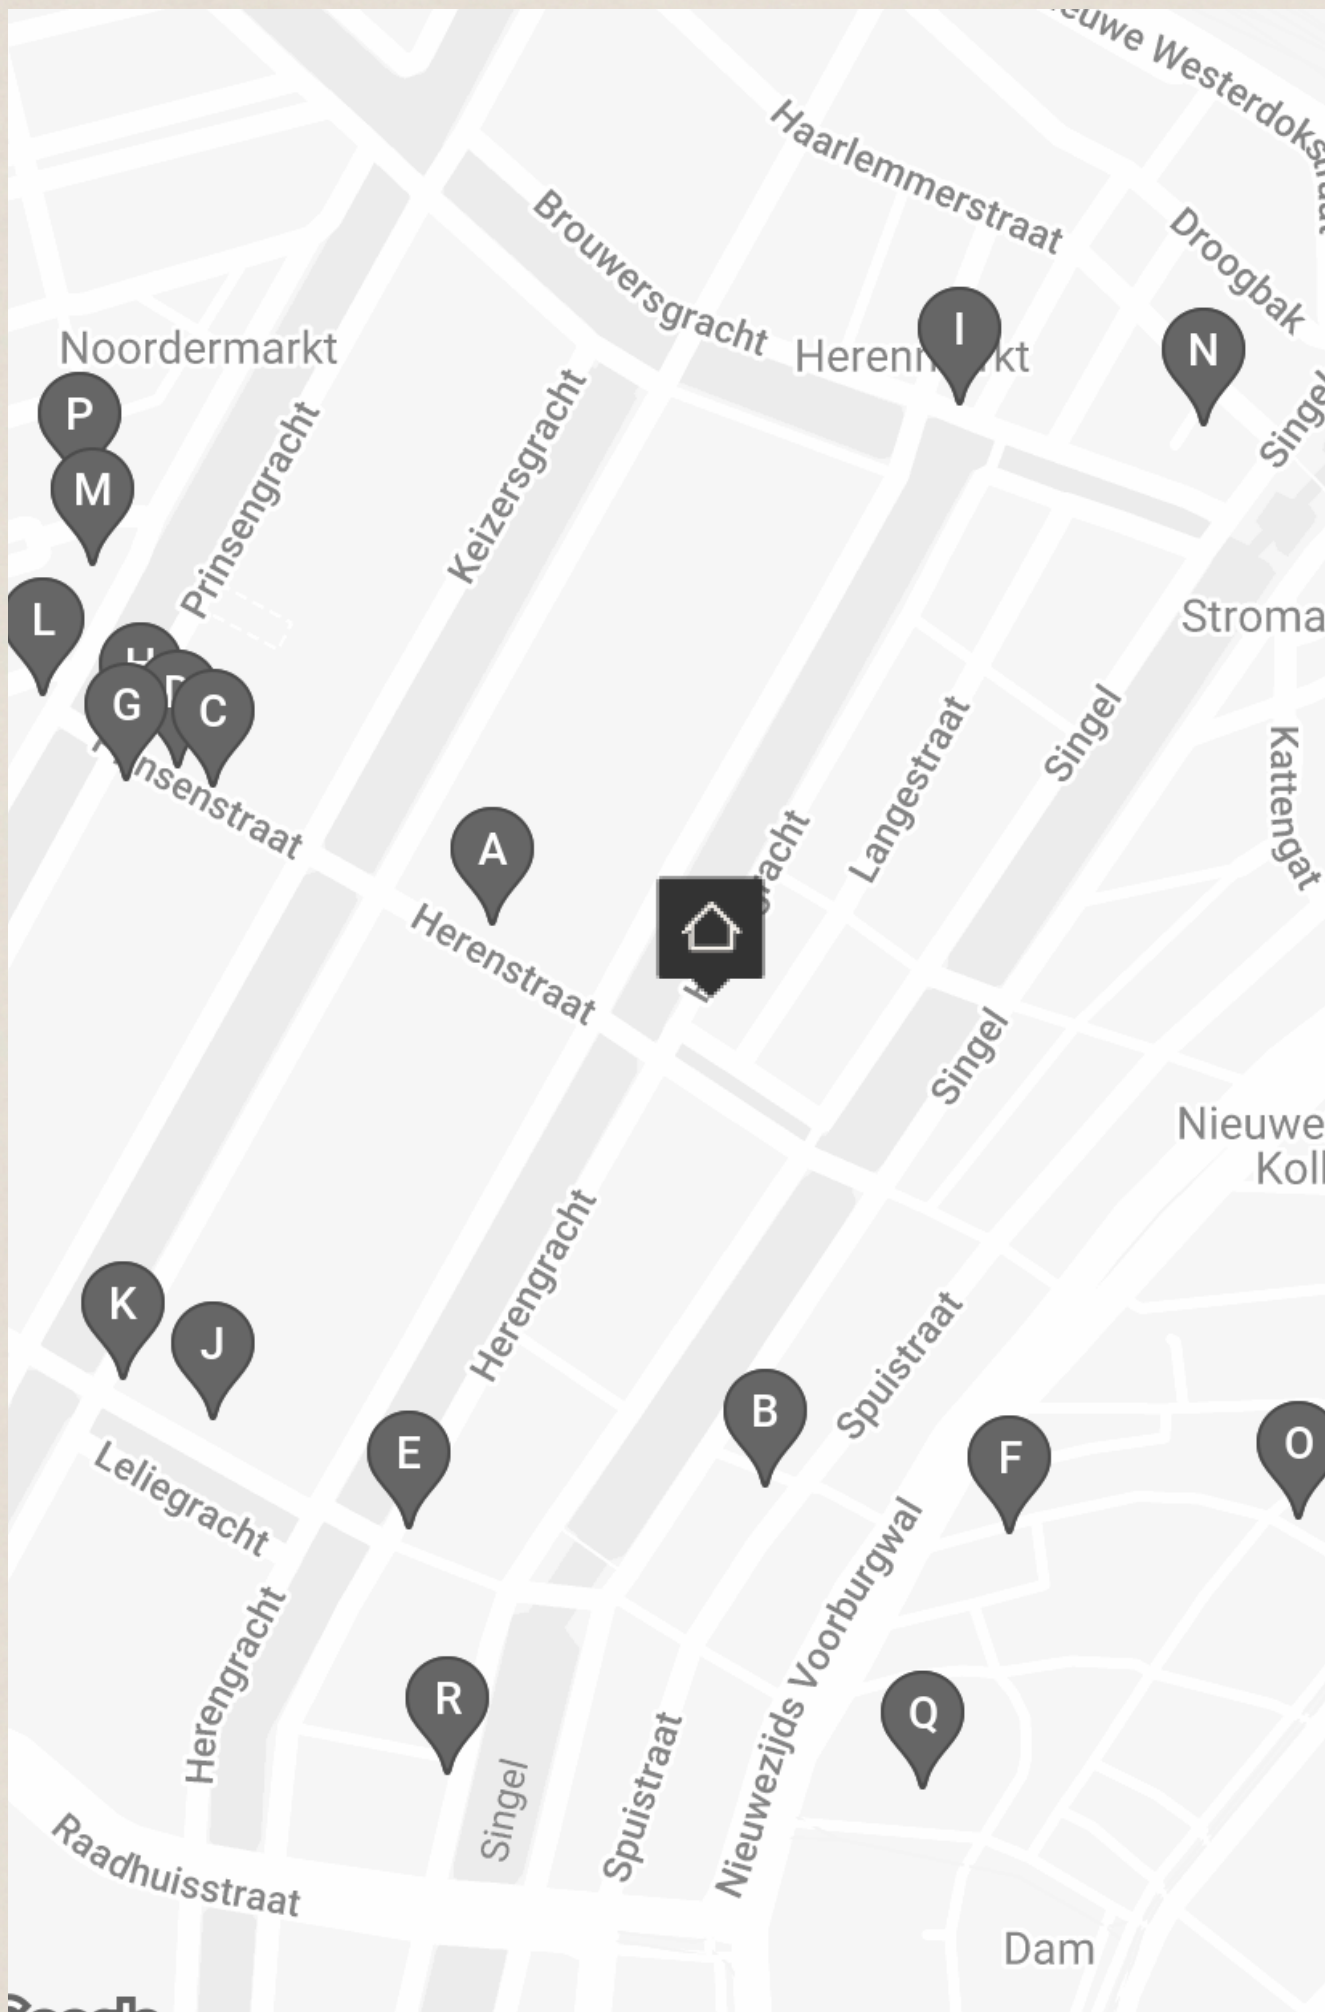 Haarlemmerstraat
Droogbak
Brouwersgracht
I
Noordermarkt
N
Singel
P
Prinsengracht
Keizersgracht
M
L
Stroma
G
C
Langestraat
Singel
Kattengat
A
Herenstraat
Singel
Nieuwe
Koll
Herengracht
K
J
Spuistraat
B
E
F
O
Leliegracht
Nieuwezijds Voorburgwal
Herengracht
R
Q
Singel
Spuistraat
Raadhuisstraat
Dam